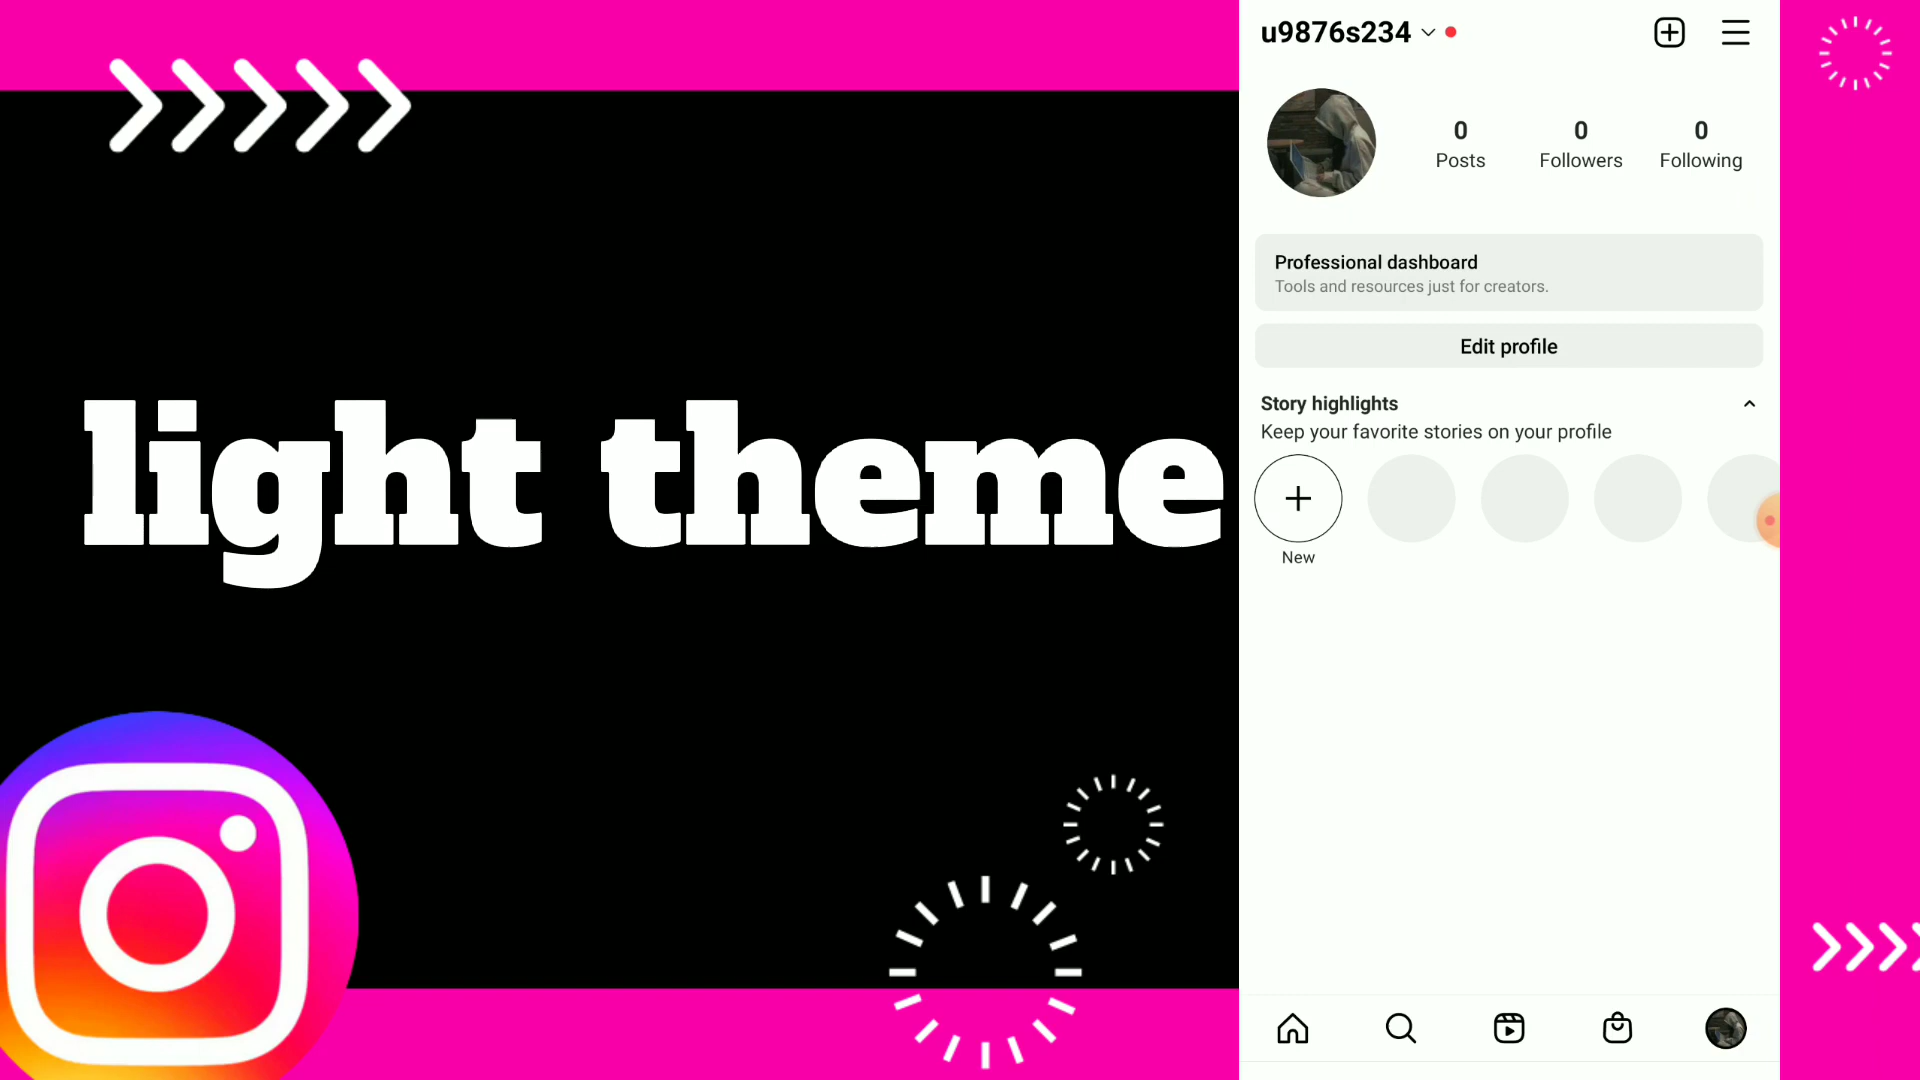 light theme
u9876s234
0 0 0
Posts Followers Following
Professional dashboard
Tools and resources just for creators.
Edit profile
Story highlights
Keep your favorite stories on your profile
New